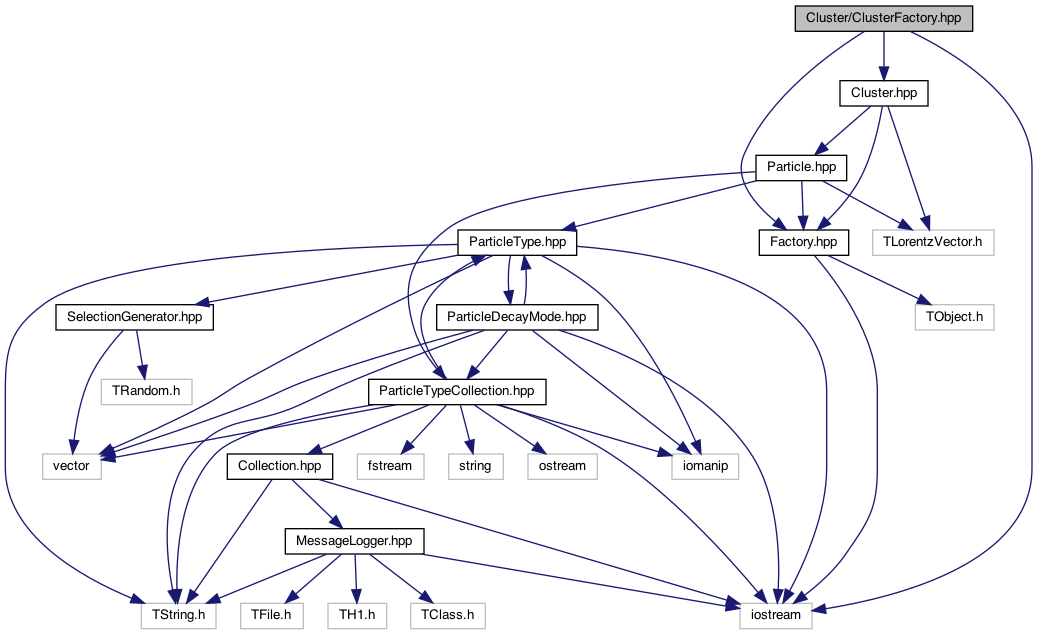 Cluster/ClusterFactory.hpp
Cluster.hpp
Particle.hpp
ParticleType.hpp
Factory.hpp
TLorentzVector.h
SelectionGenerator.hpp
ParticleDecayMode.hpp
TObject.h
TRandom.h
ParticleTypeCollection.hpp
vector
Collection.hpp
fstream
string
ostream
iomanip
MessageLogger.hpp
TString.h
TFile.h
TH1.h
TClass.h
iostream